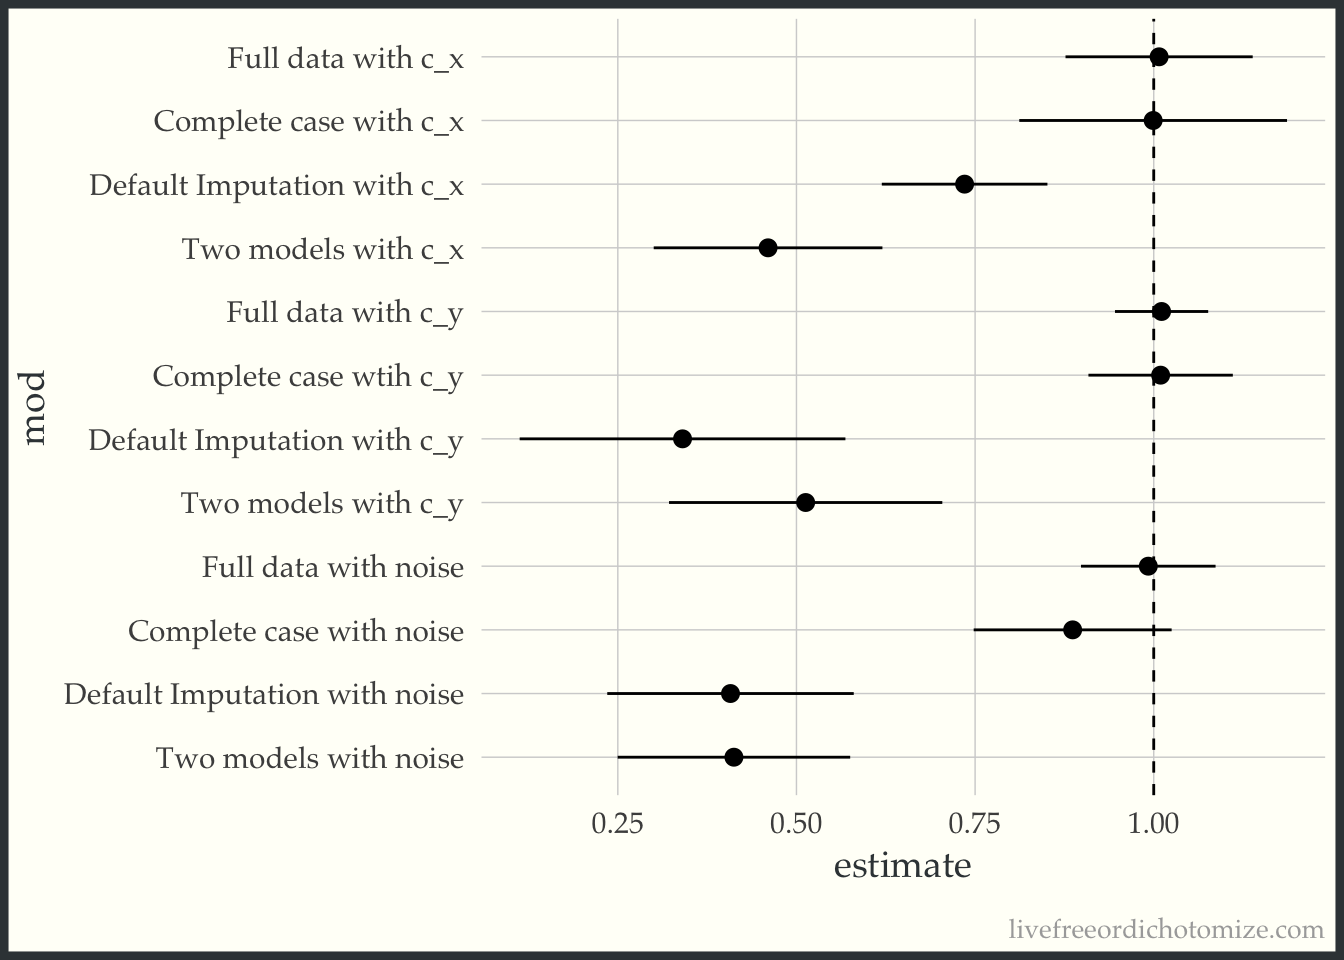 Full data with c_x
Complete case with c_x
Default Imputation with c_x
Two models with c_x
Full data with c_y
Complete case wtih c_y
Default Imputation with c_y
Two models with c_y
Full data with noise
Complete case with noise
Default Imputation with noise
Two models with noise
mod
0.25 0.50 0.75 1.00
estimate
livefreeordichotomize.com